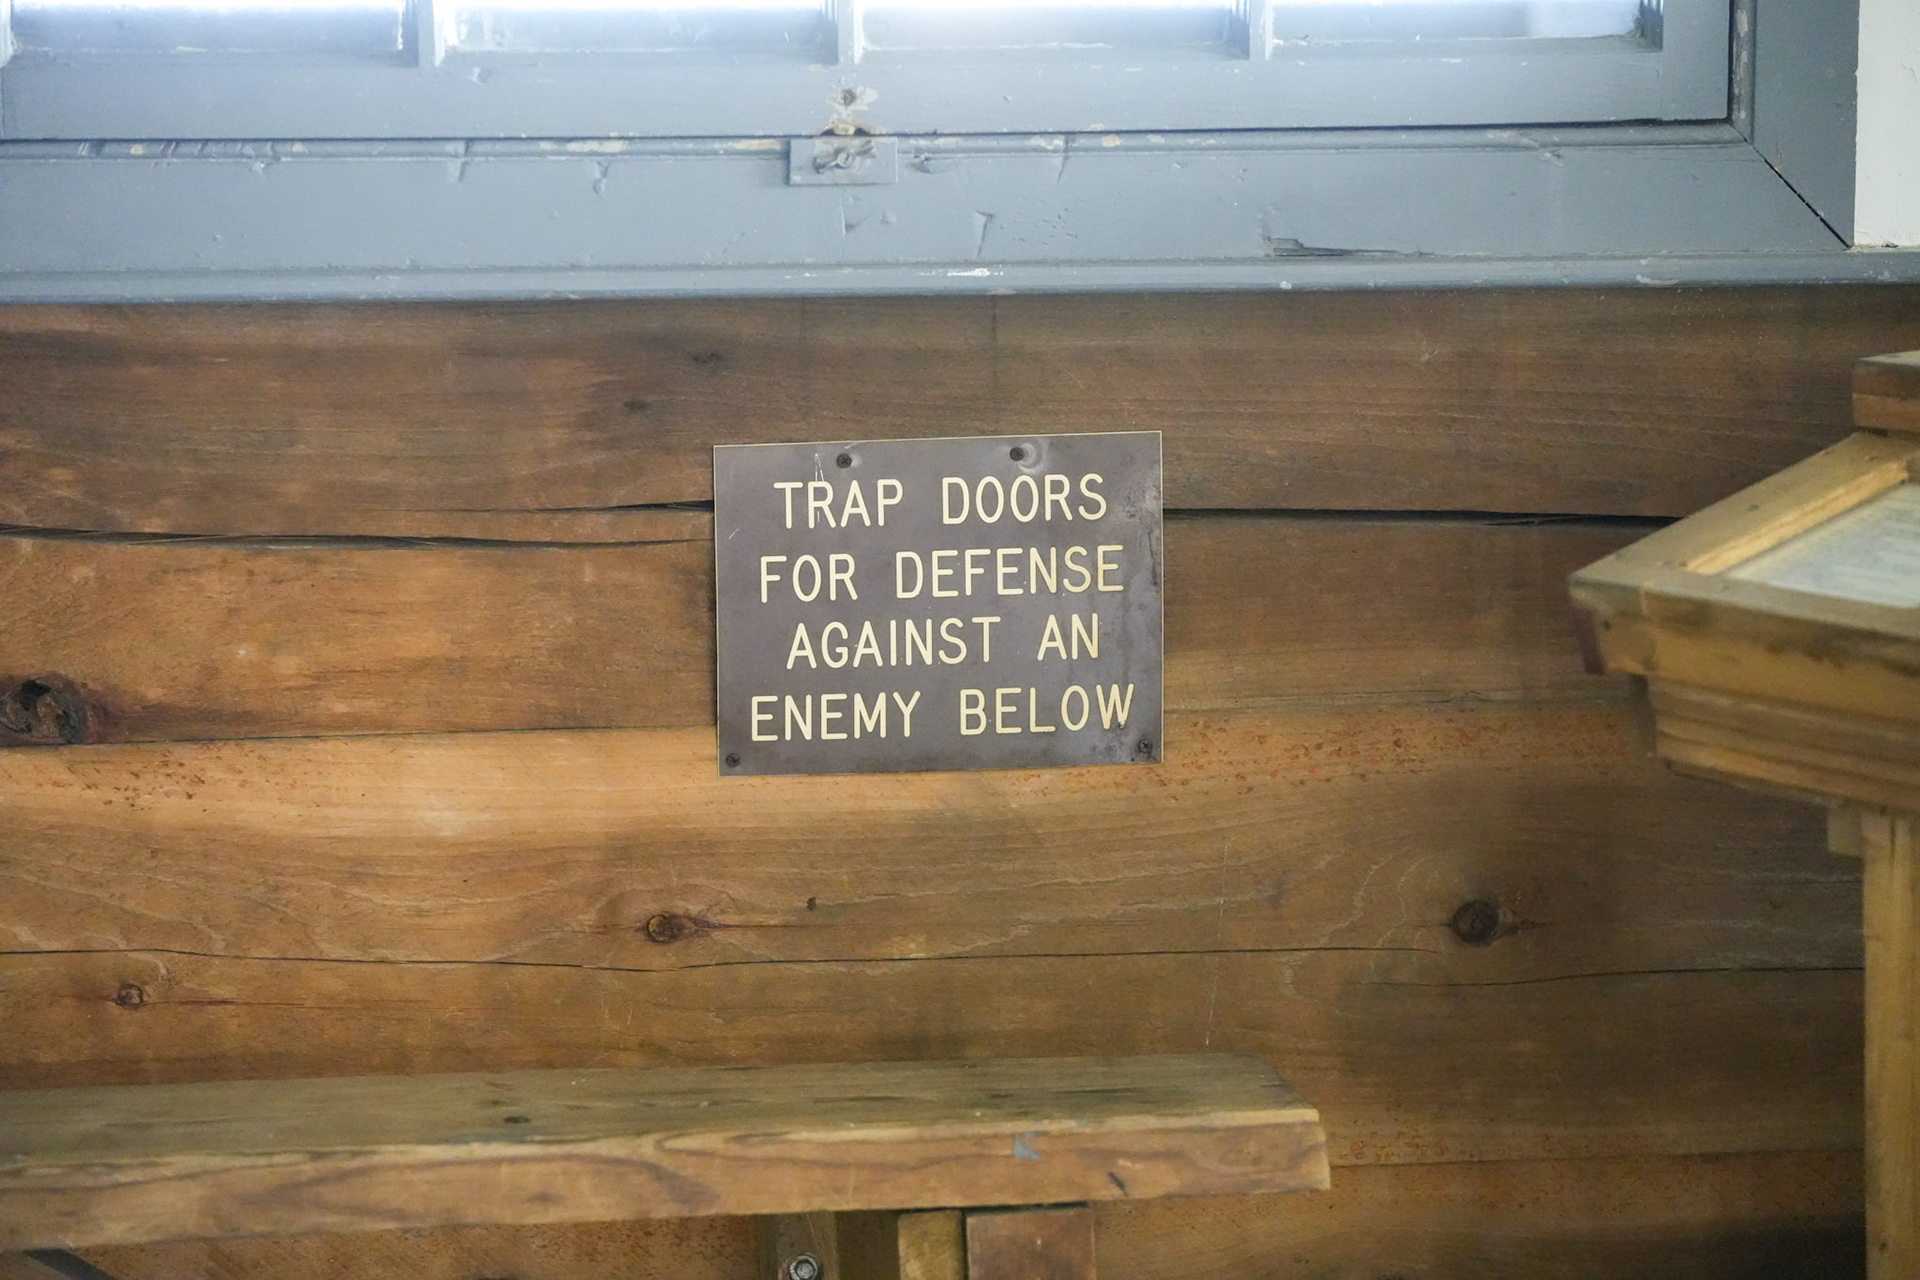 TRAP DOORS
FOR DEFENSE
AGAINST AN
ENEMY BELOW